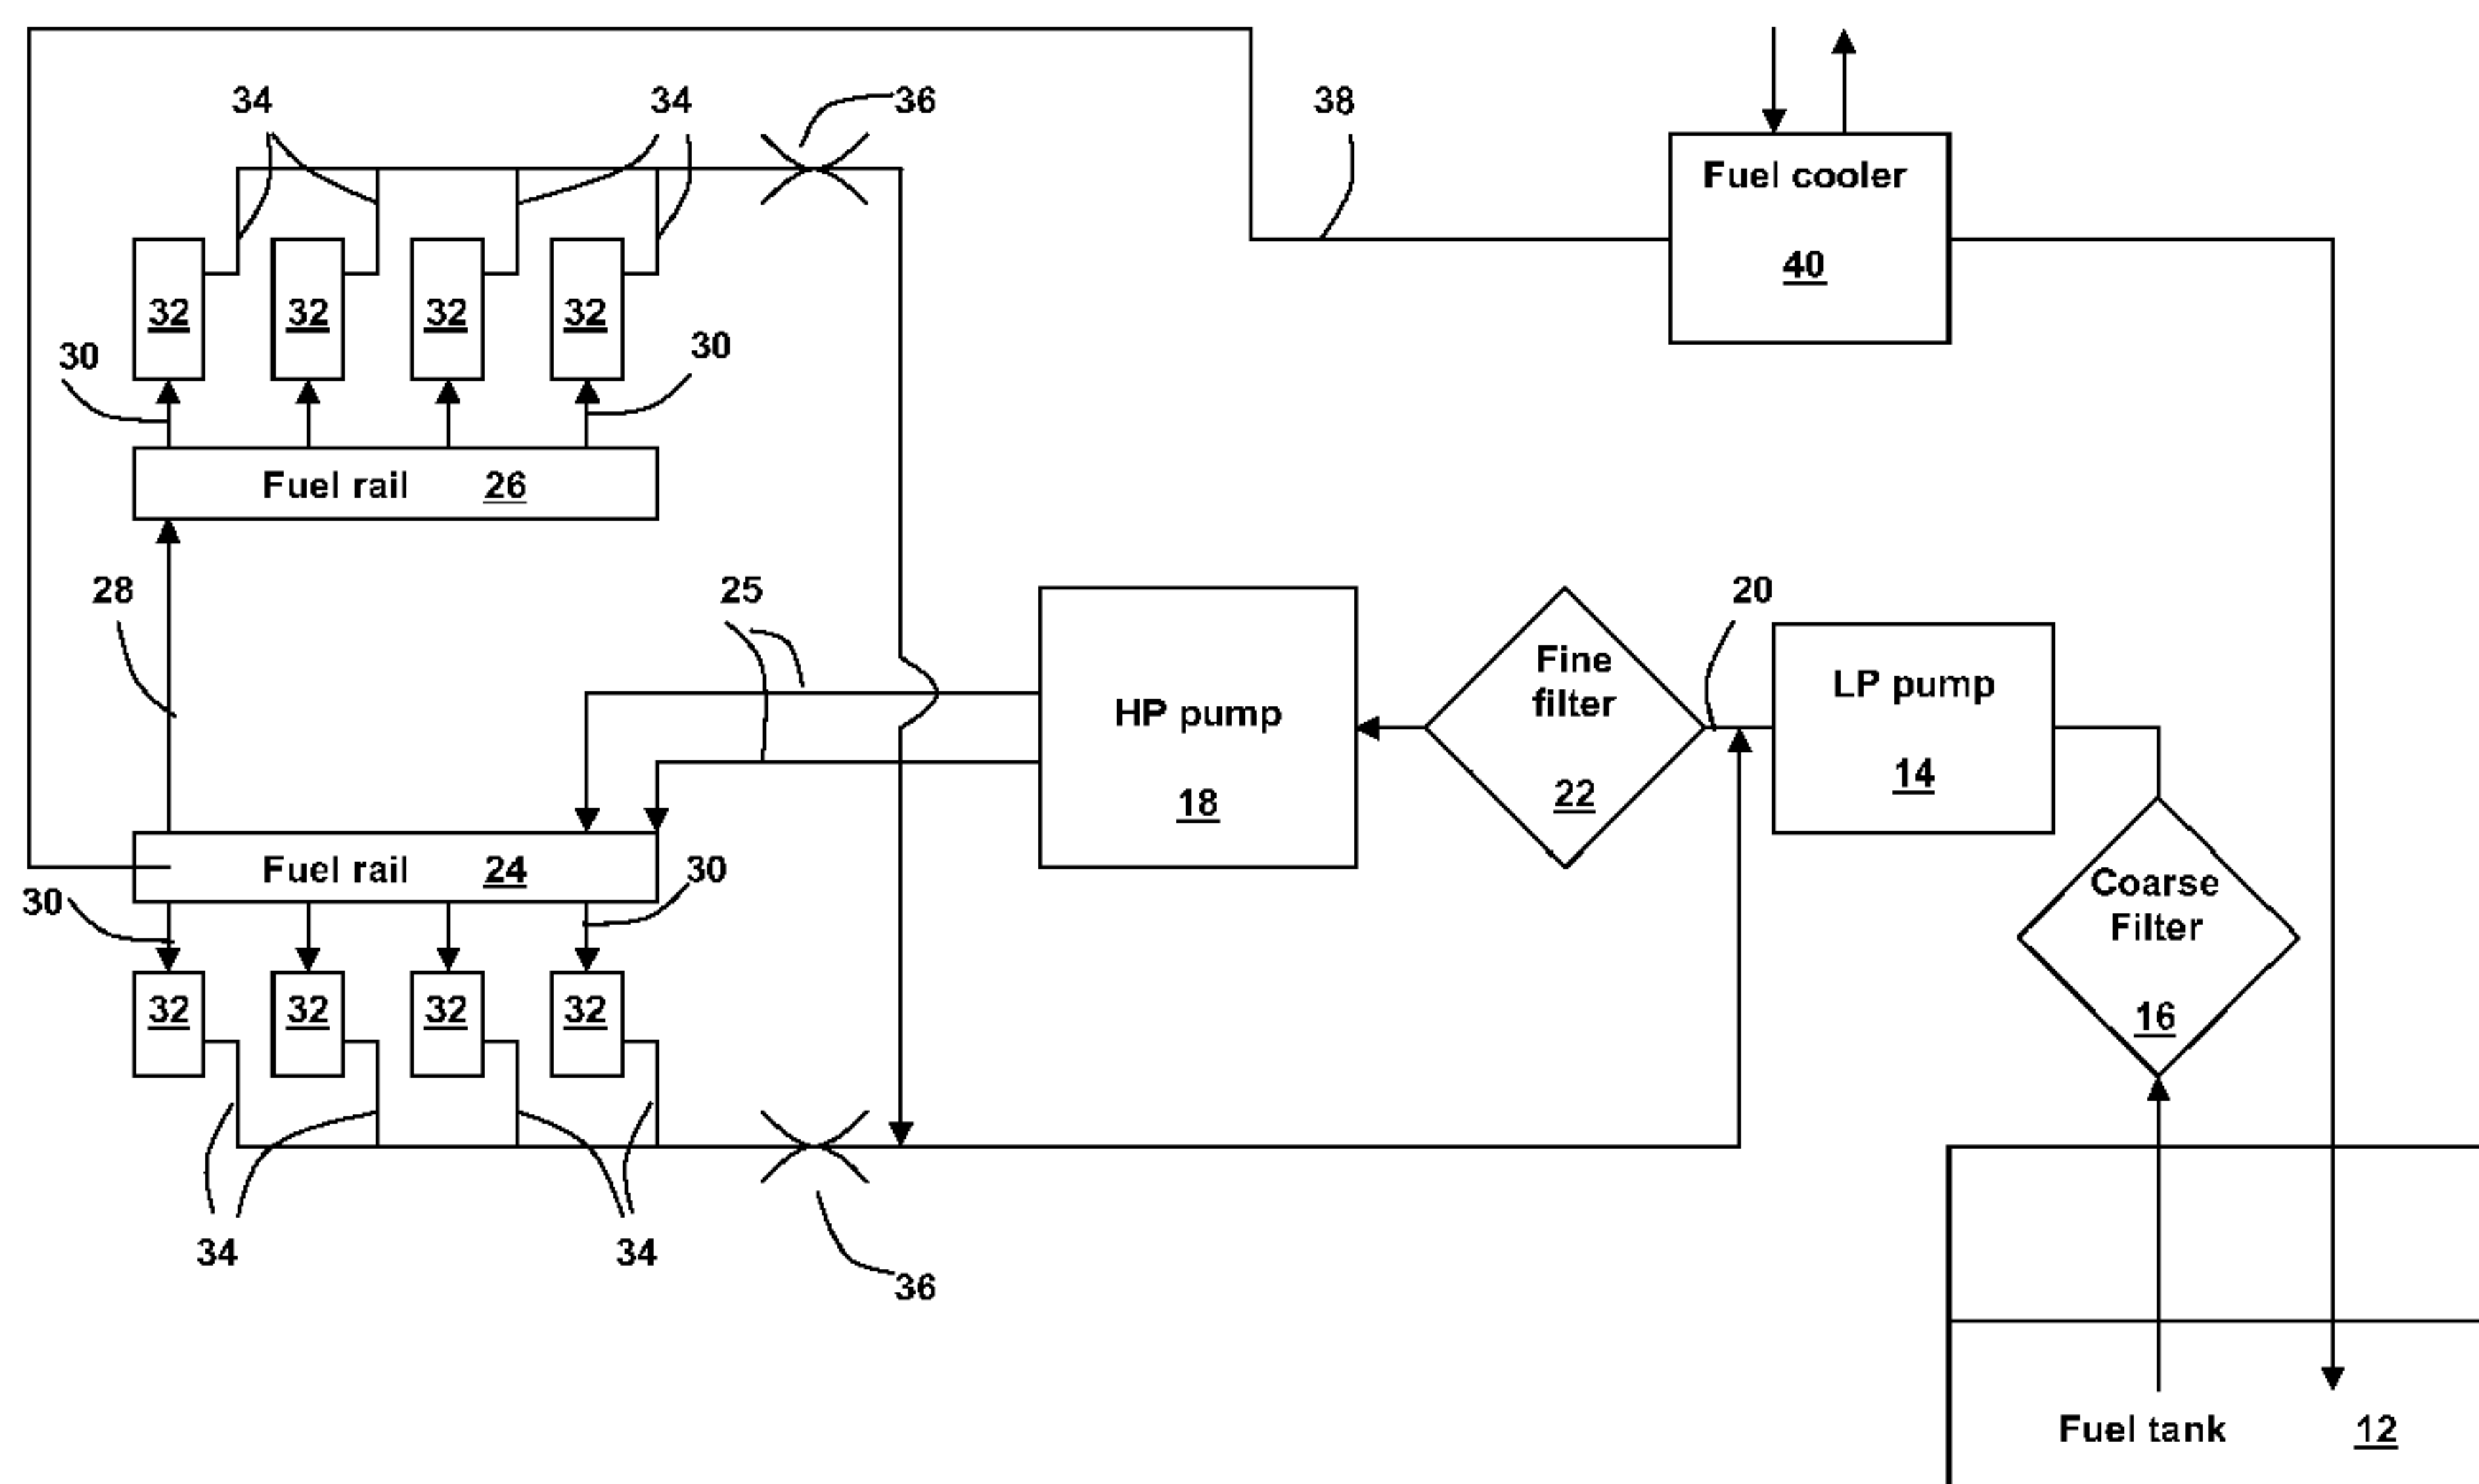 34 34 36 38
Fuel cooler
40
32 32 32 32
30 30
Fuel rail 26
28 25 20
Fine
filter
22
LP pump
14
HP pump
18
Fuel rail 24
30 30
Coarse
Filter
16
32 32 32 32
34 34
36
Fuel tank 12